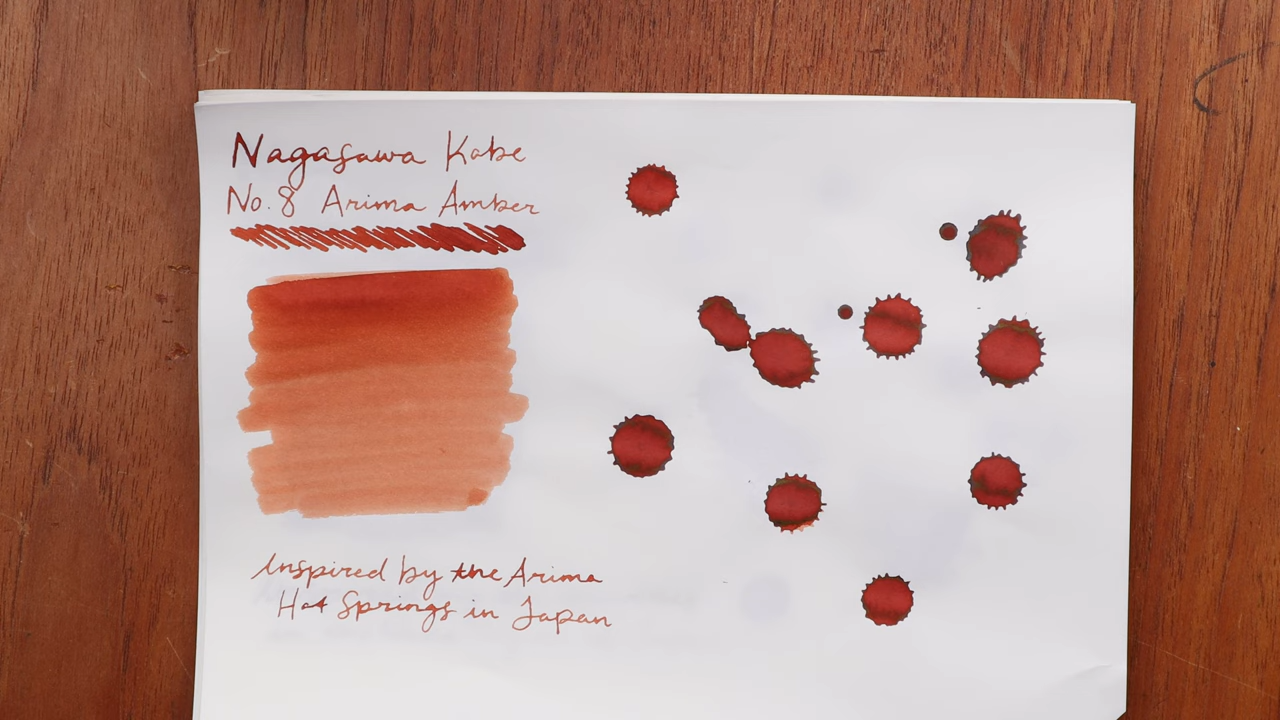 Nagasawa Kobe
No. 8 Arima Amber
Inspired by the Arima
Hot Springs in Japan